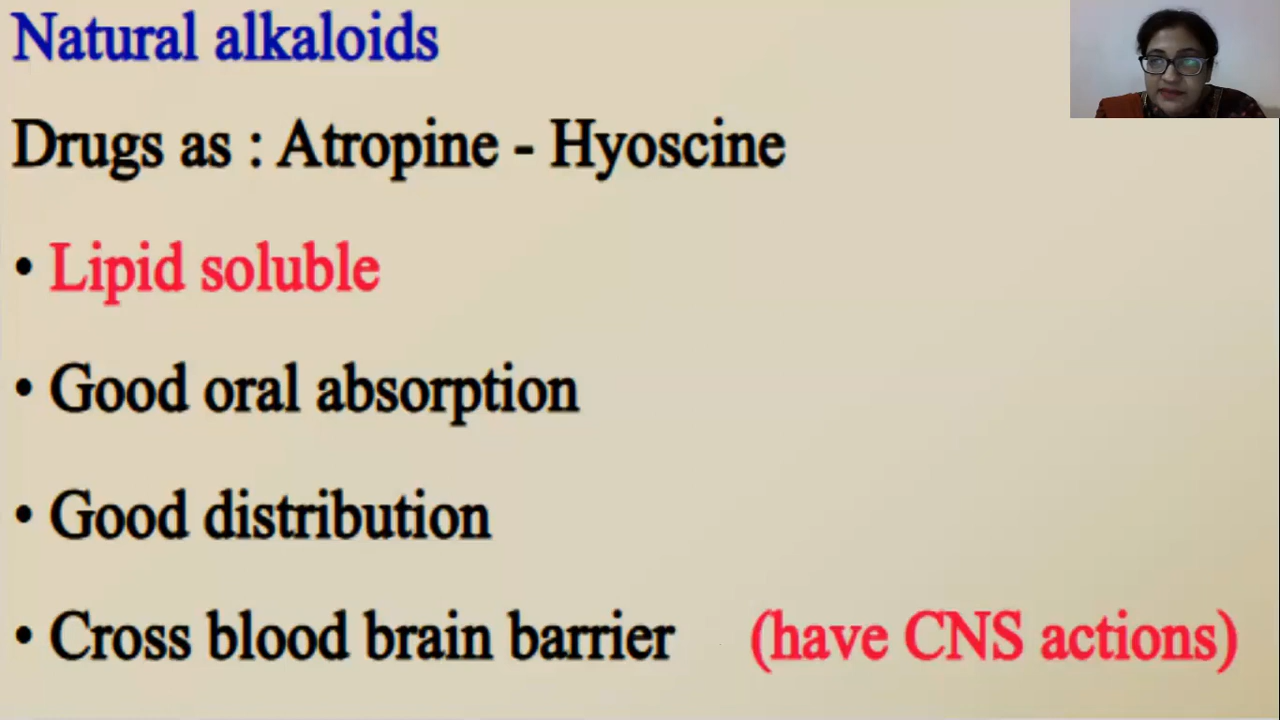 Natural alkaloids
Drugs as : Atropine - Hyoscine
• Lipid soluble
• Good oral absorption
• Good distribution
• Cross blood brain barrier (have CNS actions)